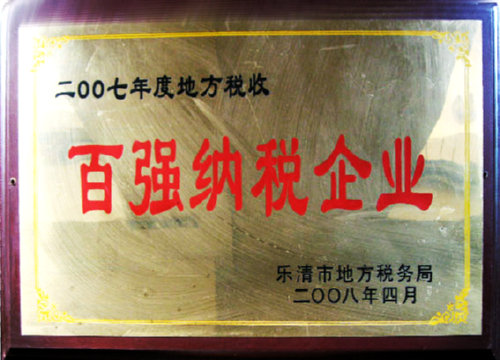 二00七年度地方税收
百强纳税企业
乐清市地方税务局
二00八年四月